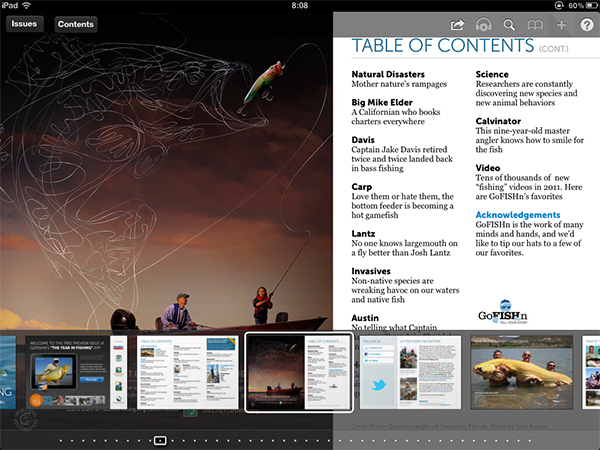 iPad
8:08
60%
Issues
Contents
?
TABLE OF CONTENTS (CONT.)
Natural Disasters
Mother nature's rampages
Big Mike Elder
A Californian who books
charters everywhere
Davis
Captain Jake Davis retired
twice and twice landed back
in bass fishing
Carp
Love them or hate them, the
bottom feeder is becoming a
hot gamefish
Lantz
No one knows largemouth on
a fly better than Josh Lantz
Invasives
Non-native species are
wreaking havoc on our waters
and native fish
Austin
No telling what Captain
Science
Researchers are constantly
discovering new species and
new animal behaviors
Calvinator
This nine-year-old master
angler knows how to smile for
the fish
Video
Tens of thousands of new
"fishing" videos in 2011. Here
are GoFISHn's favorites
Acknowledgements
GoFISHn is the work of many
minds and hands, and we'd
like to tip our hats to a few of
our favorites.
GoFISHn
TELL YOUR STORY
WELCOME TO THE FREE PREVIEW ISSUE of
GOFISHN'S "THE YEAR IN FISHING" APP
TABLE OF CONTENTS
TABLE OF CONTENTS
FOLLOW US
LETTER FROM THE EDITORS
Cover Photo: Dolphin caught off Sebastian, Florida. Photo by Glyn Austin